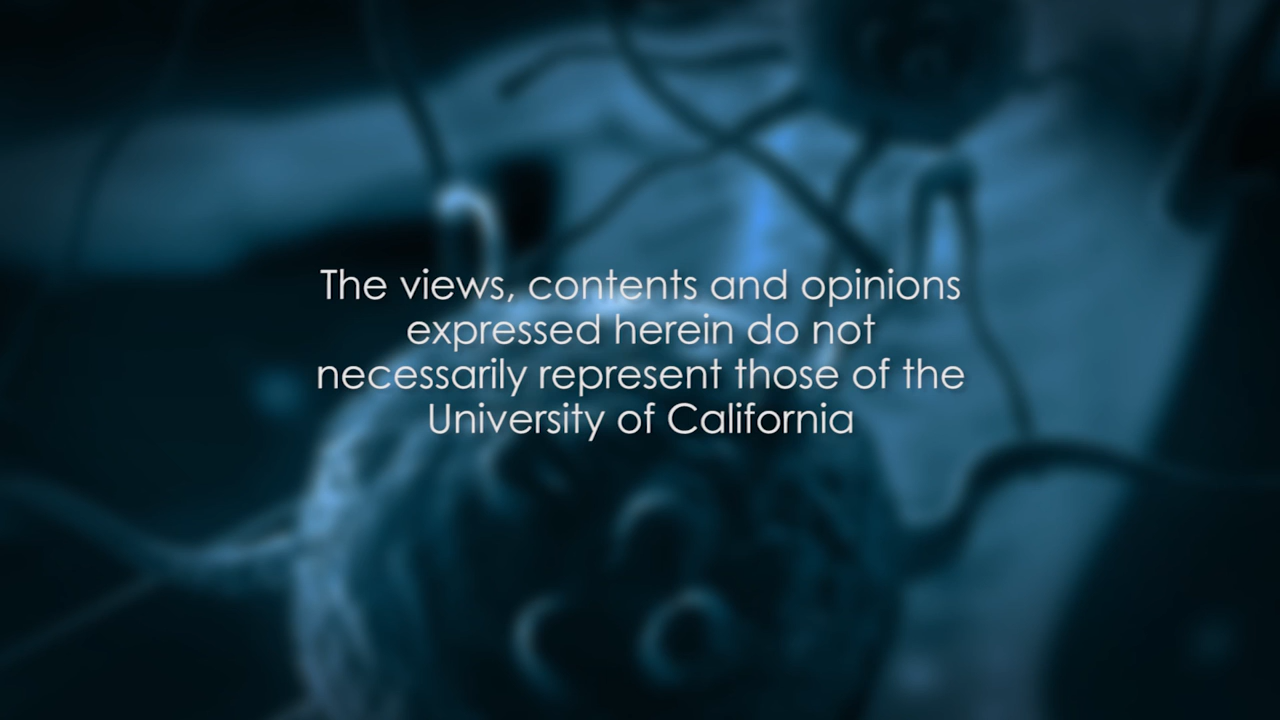 The views, contents and opinions
expressed herein do not
necessarily represent those of the
University of California